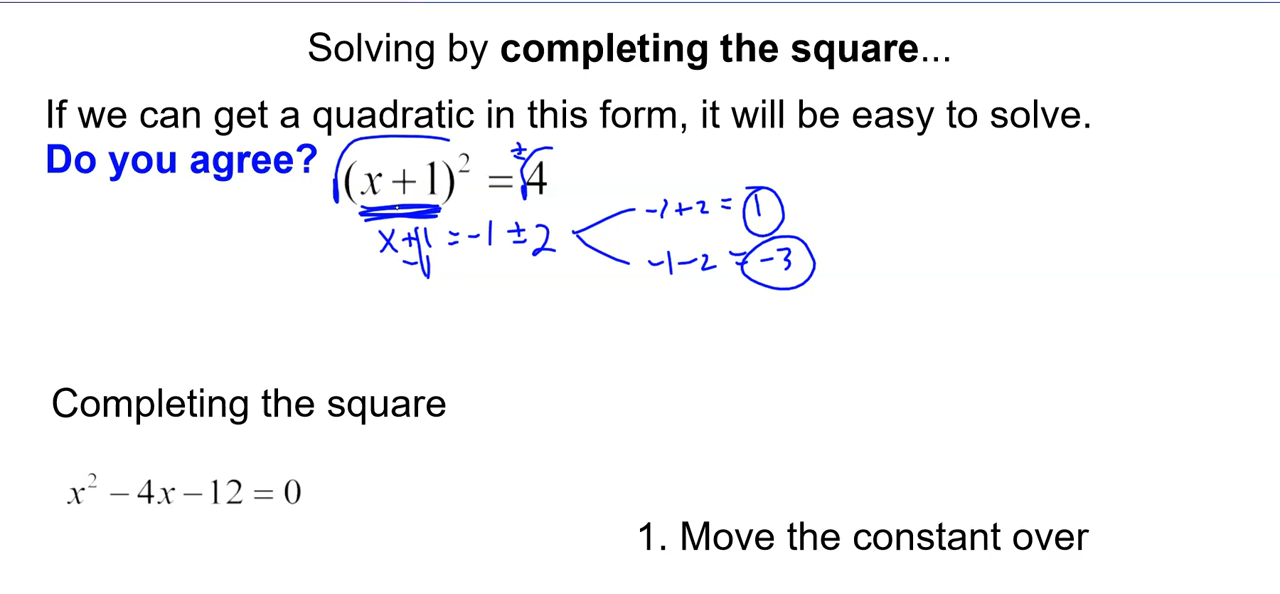 Solving by completing the square...
If we can get a quadratic in this form, it will be easy to solve.
Do you agree? √(x + 1)² = ±√4
x + 1 = -1 ± 2
-1
-1 + 2 = 1
-1 - 2 = -3
Completing the square
x² − 4x − 12 = 0
1. Move the constant over